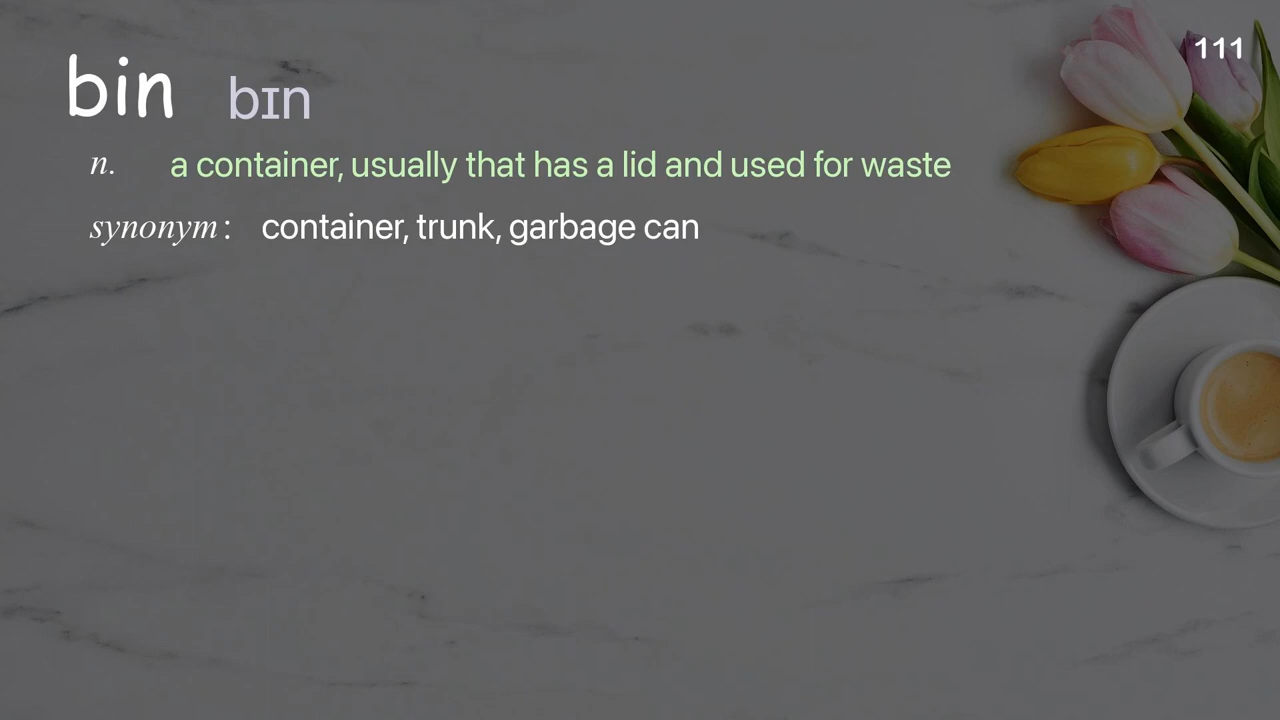 111
bin bɪn
n. a container, usually that has a lid and used for waste
synonym: container, trunk, garbage can